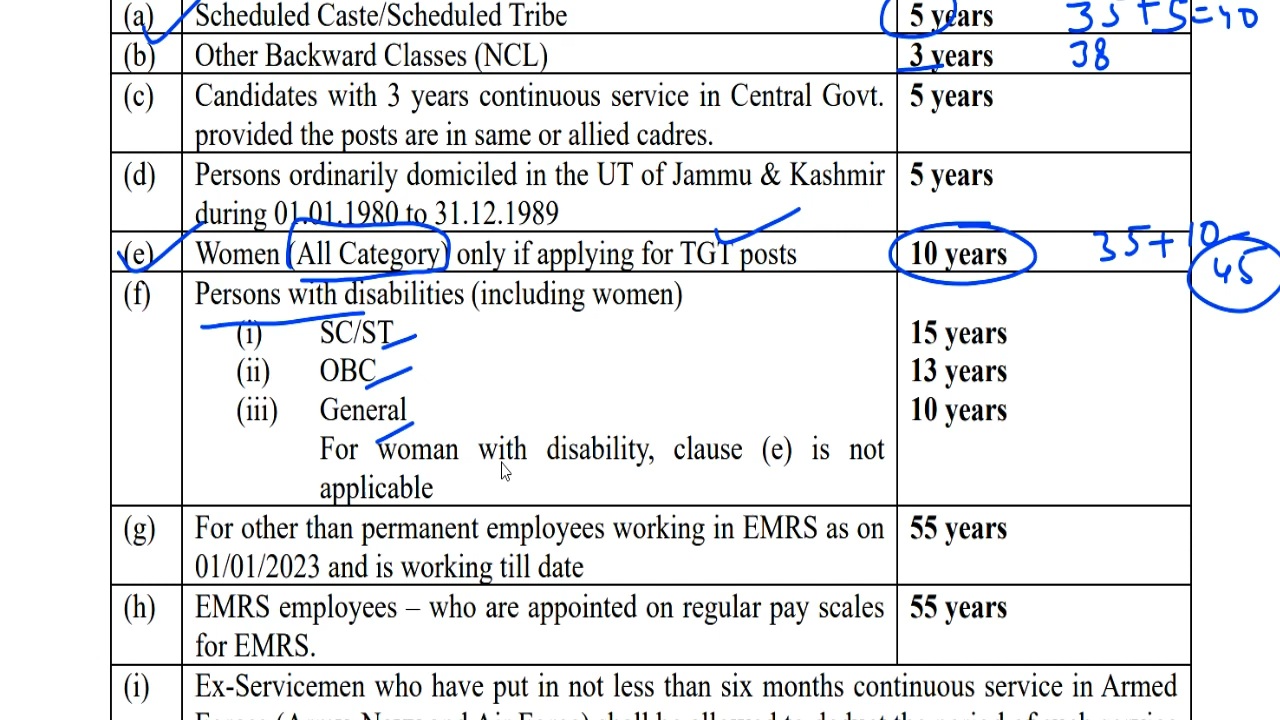 (a) Scheduled Caste/Scheduled Tribe 5 years 35+5=40
(b) Other Backward Classes (NCL) 3 years 38
(c) Candidates with 3 years continuous service in Central Govt. 5 years
provided the posts are in same or allied cadres.
(d) Persons ordinarily domiciled in the UT of Jammu & Kashmir 5 years
during 01.01.1980 to 31.12.1989
(e) Women (All Category) only if applying for TGT posts 10 years 35+10
45
(f) Persons with disabilities (including women)
(i) SC/ST 15 years
(ii) OBC 13 years
(iii) General 10 years
For woman with disability, clause (e) is not
applicable
(g) For other than permanent employees working in EMRS as on 55 years
01/01/2023 and is working till date
(h) EMRS employees – who are appointed on regular pay scales 55 years
for EMRS.
(i) Ex-Servicemen who have put in not less than six months continuous service in Armed